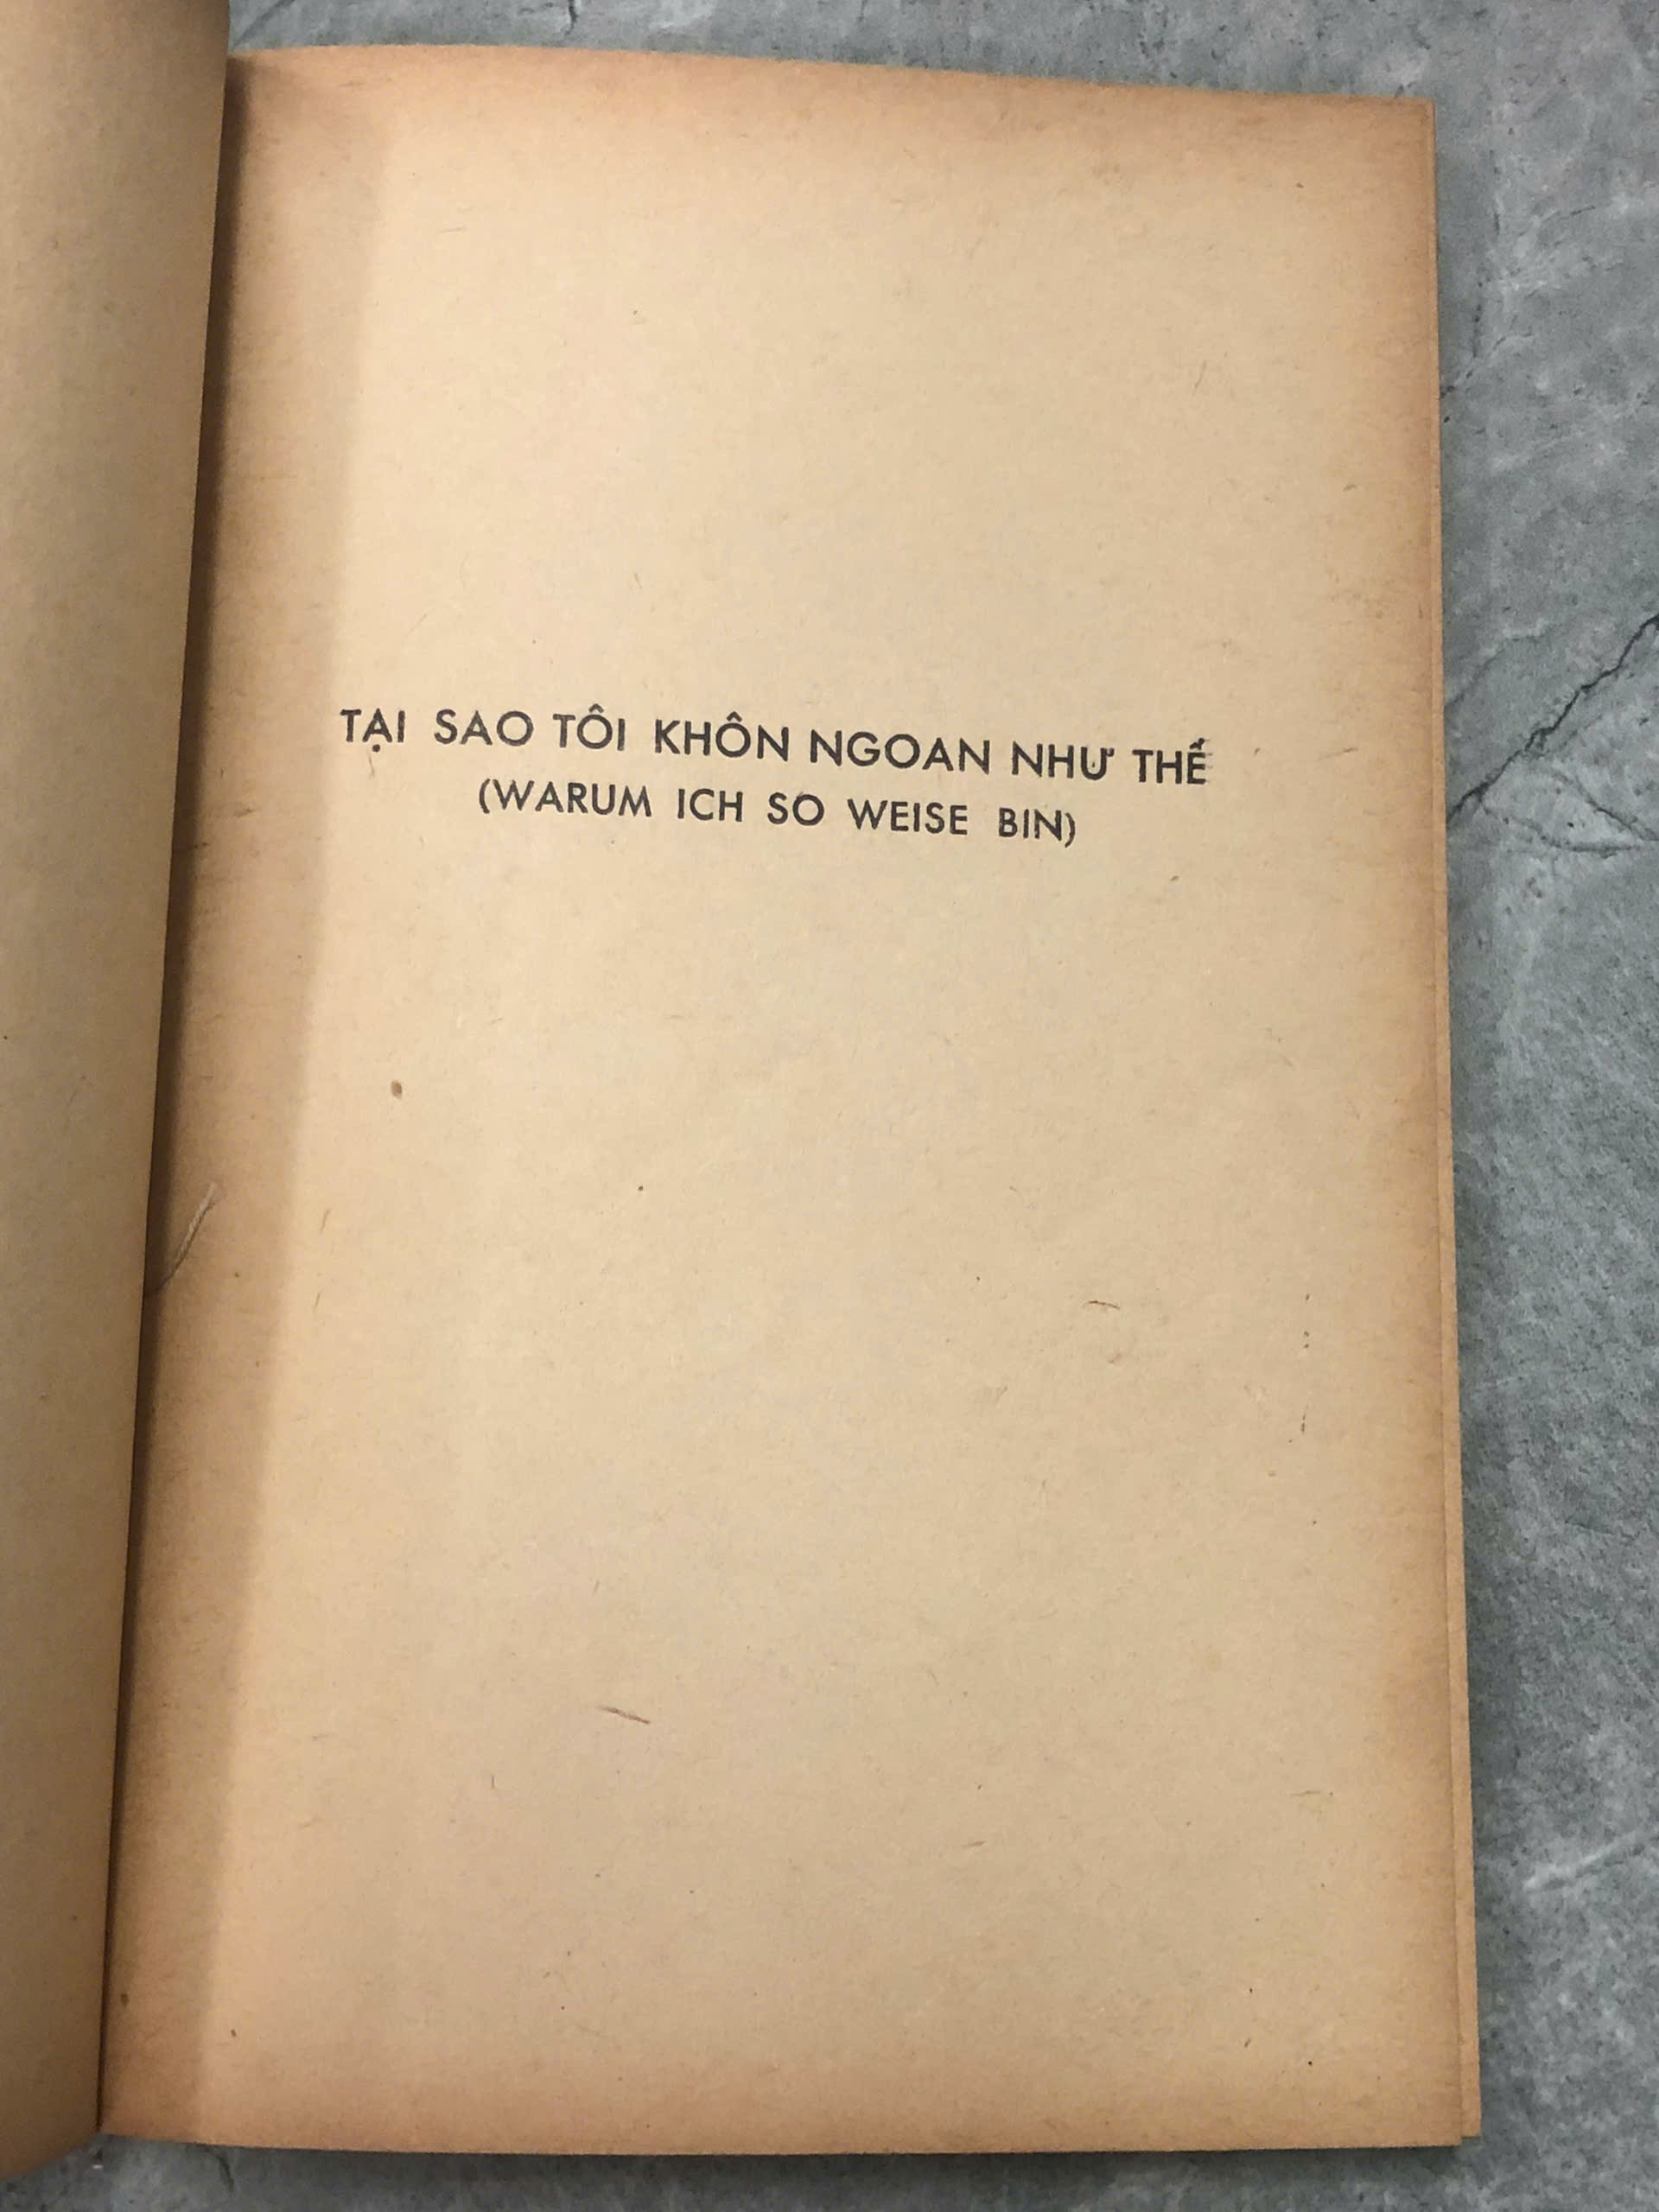 TẠI SAO TÔI KHÔN NGOAN NHƯ THẾ
(WARUM ICH SO WEISE BIN)